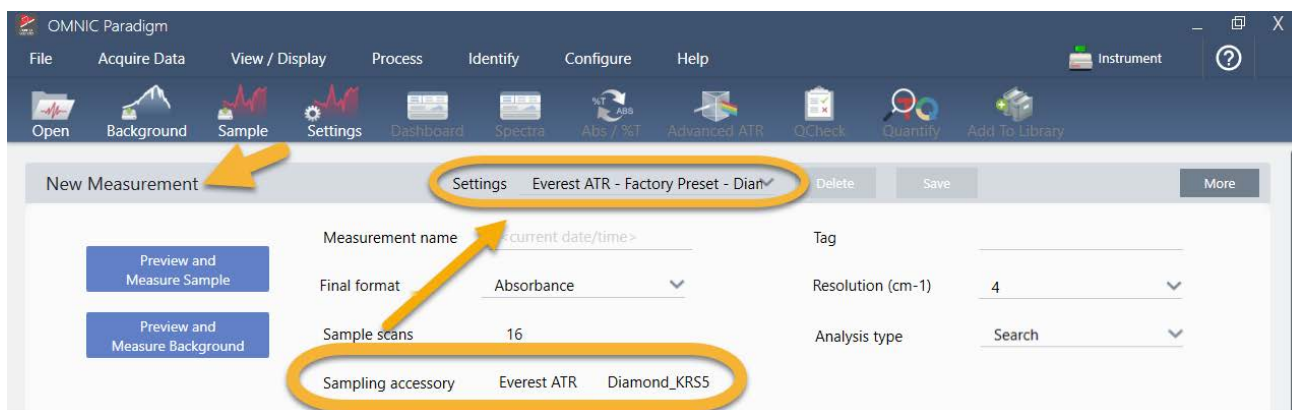 OMNIC Paradigm
File Acquire Data View / Display Process Identify Configure Help Instrument
Open Background Sample Settings Dashboard Spectra Abs / %T Advanced ATR QCheck Quantify Add To Library
%T ABS
New Measurement Settings Everest ATR - Factory Preset - Dian Delete Save More
Measurement name <current date/time> Tag
Preview and
Measure Sample
Final format Absorbance Resolution (cm-1) 4
Preview and
Measure Background
Sample scans 16 Analysis type Search
Sampling accessory Everest ATR Diamond_KRS5